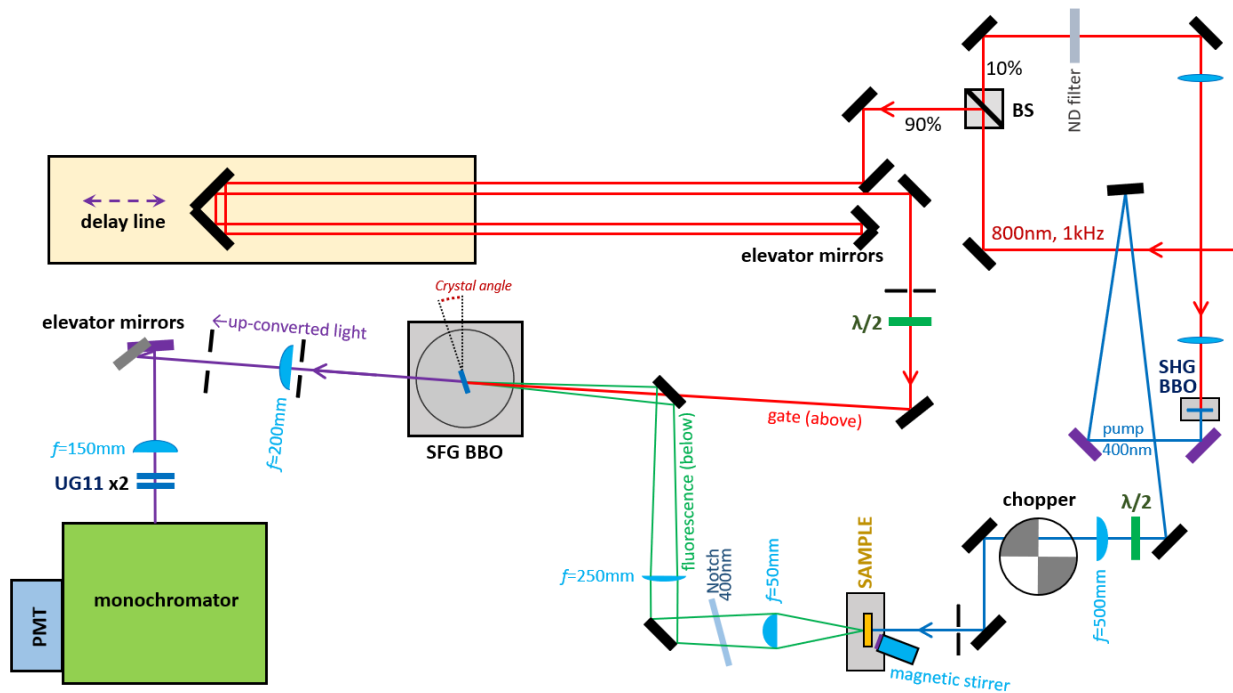 10%
ND filter
BS
90%
delay line
800nm, 1kHz
elevator mirrors
Crystal angle
elevator mirrors
←up-converted light
λ/2
SHG
BBO
f=200mm
gate (above)
SFG BBO
pump
400nm
f=150mm
UG11 x2
fluorescence (below)
chopper
λ/2
SAMPLE
f=250mm
Notch
400nm
f=50mm
f=500mm
monochromator
PMT
magnetic stirrer